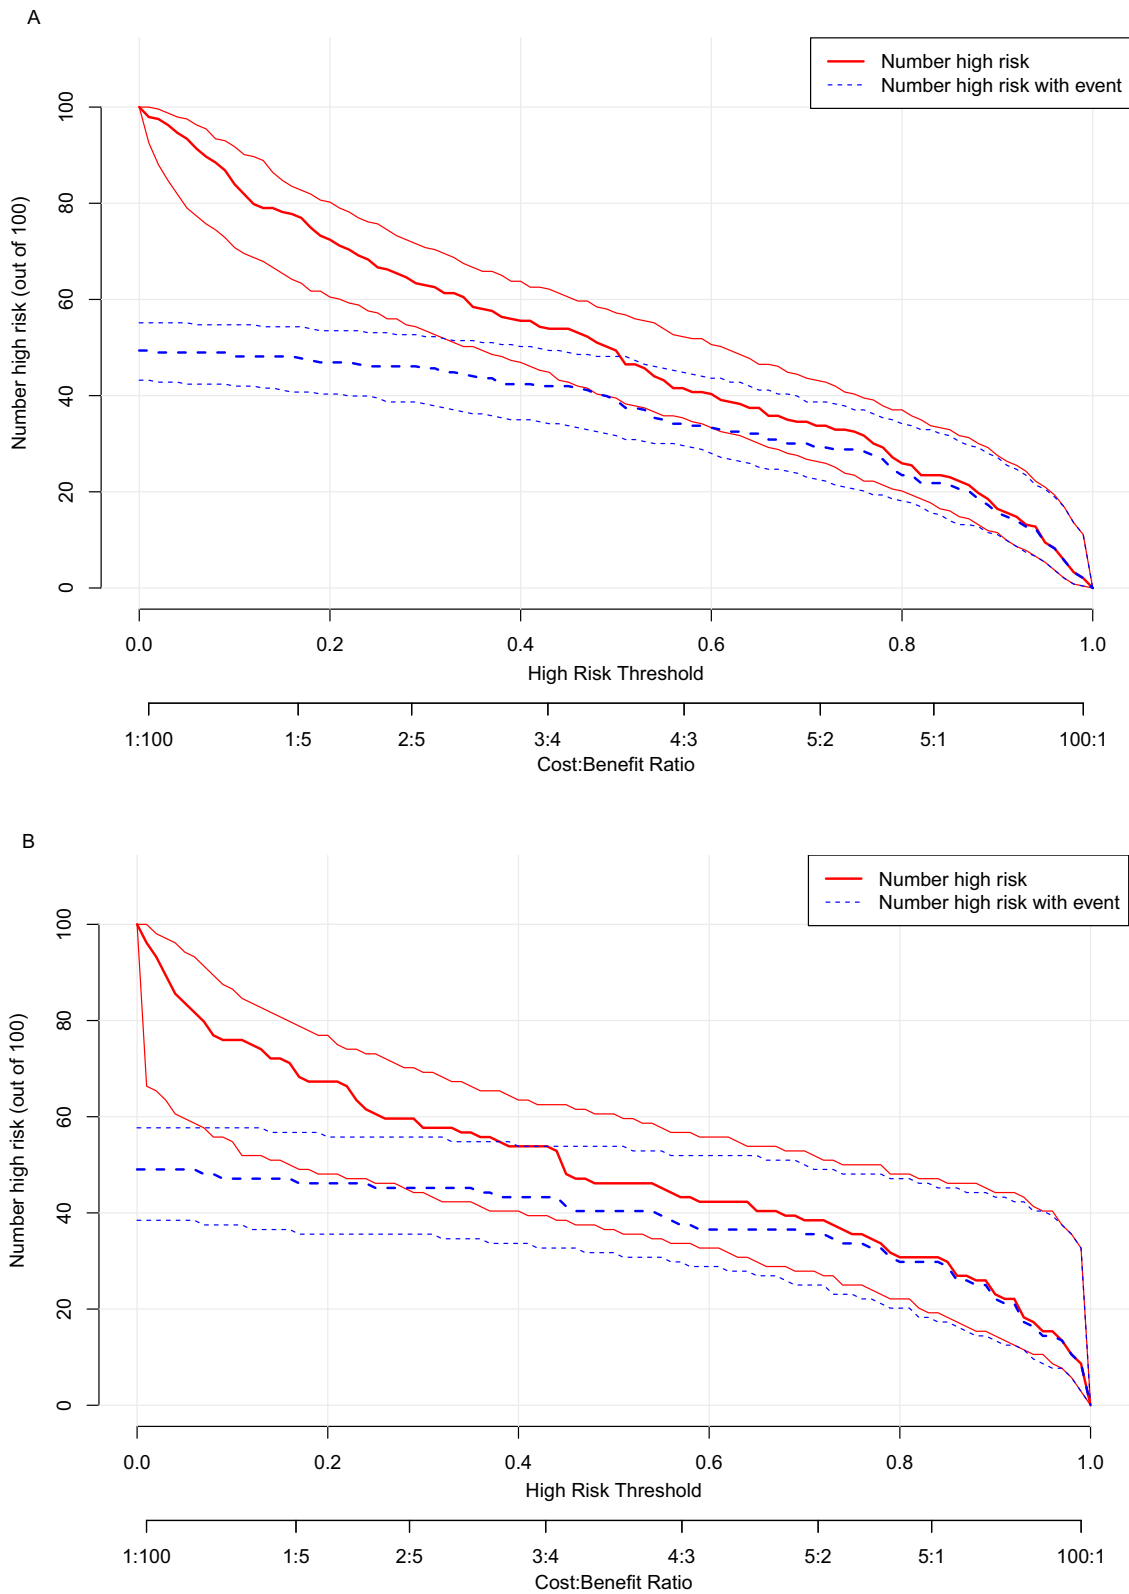 A
Number high risk
Number high risk with event
Number high risk (out of 100)
100
80
60
40
20
0
0.0 0.2 0.4 0.6 0.8 1.0
High Risk Threshold
1:100 1:5 2:5 3:4 4:3 5:2 5:1 100:1
Cost:Benefit Ratio
B
Number high risk
Number high risk with event
Number high risk (out of 100)
100
80
60
40
20
0
0.0 0.2 0.4 0.6 0.8 1.0
High Risk Threshold
1:100 1:5 2:5 3:4 4:3 5:2 5:1 100:1
Cost:Benefit Ratio